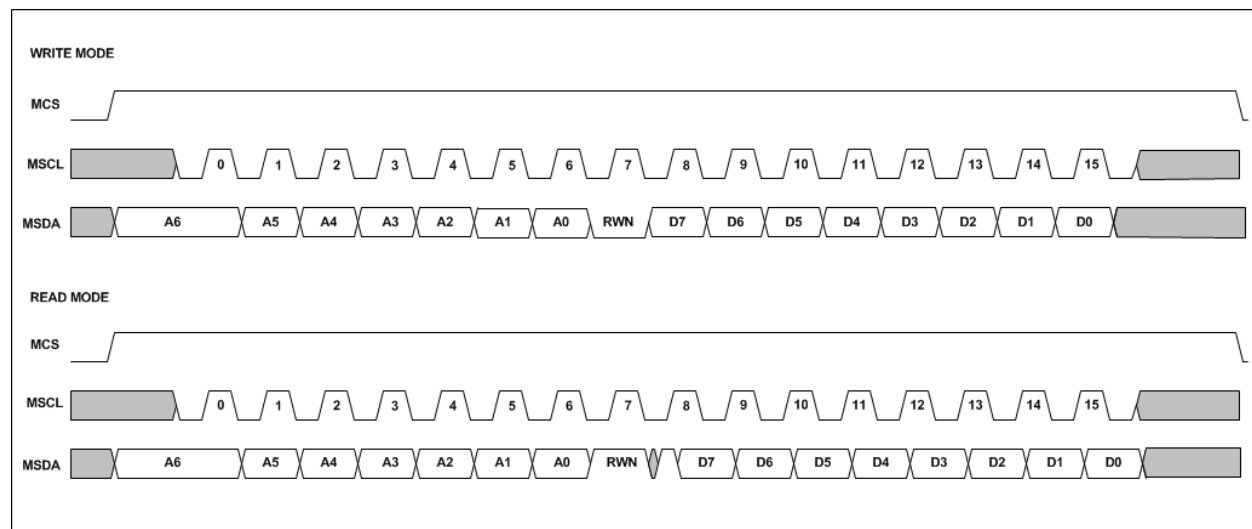 WRITE MODE
MCS
MSCL 0 1 2 3 4 5 6 7 8 9 10 11 12 13 14 15
MSDA A6 A5 A4 A3 A2 A1 A0 RWN D7 D6 D5 D4 D3 D2 D1 D0
READ MODE
MCS
MSCL 0 1 2 3 4 5 6 7 8 9 10 11 12 13 14 15
MSDA A6 A5 A4 A3 A2 A1 A0 RWN D7 D6 D5 D4 D3 D2 D1 D0